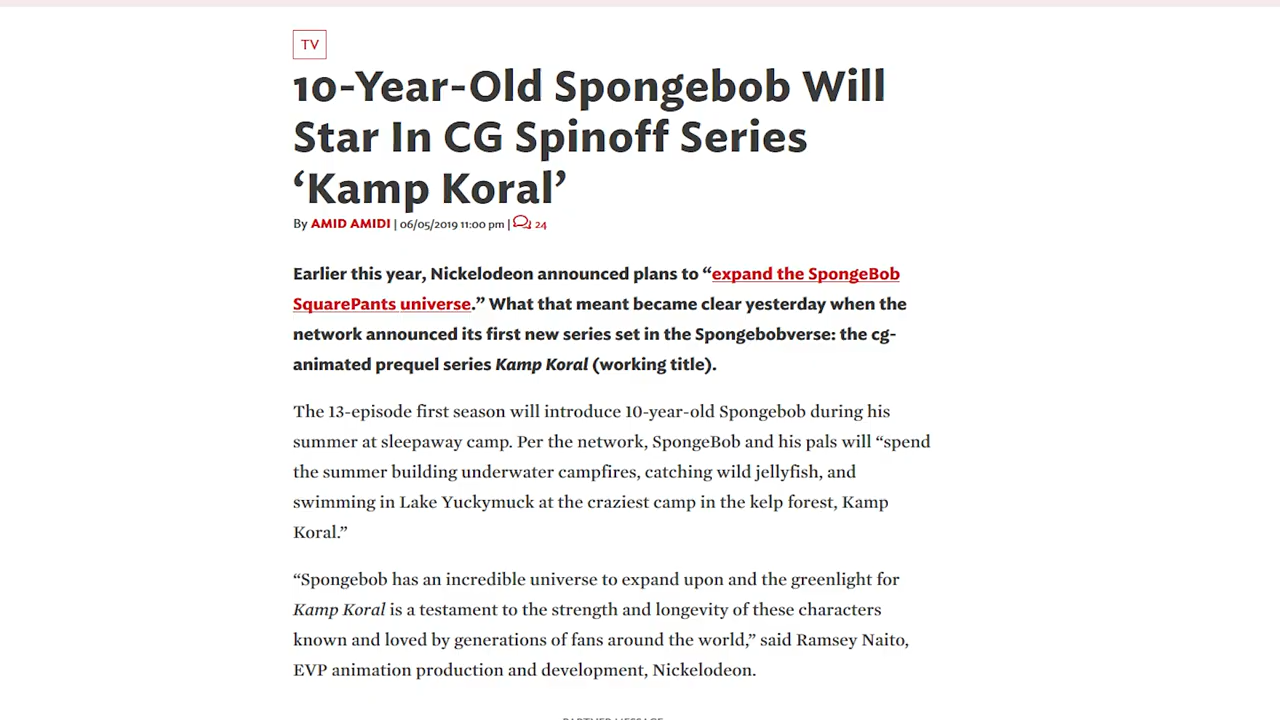 TV
10-Year-Old Spongebob Will
Star In CG Spinoff Series
‘Kamp Koral’
By AMID AMIDI | 06/05/2019 11:00 pm | 24
Earlier this year, Nickelodeon announced plans to “expand the SpongeBob
SquarePants universe.” What that meant became clear yesterday when the
network announced its first new series set in the Spongebobverse: the cg-
animated prequel series Kamp Koral (working title).
The 13-episode first season will introduce 10-year-old Spongebob during his
summer at sleepaway camp. Per the network, SpongeBob and his pals will “spend
the summer building underwater campfires, catching wild jellyfish, and
swimming in Lake Yuckymuck at the craziest camp in the kelp forest, Kamp
Koral.”
“Spongebob has an incredible universe to expand upon and the greenlight for
Kamp Koral is a testament to the strength and longevity of these characters
known and loved by generations of fans around the world,” said Ramsey Naito,
EVP animation production and development, Nickelodeon.